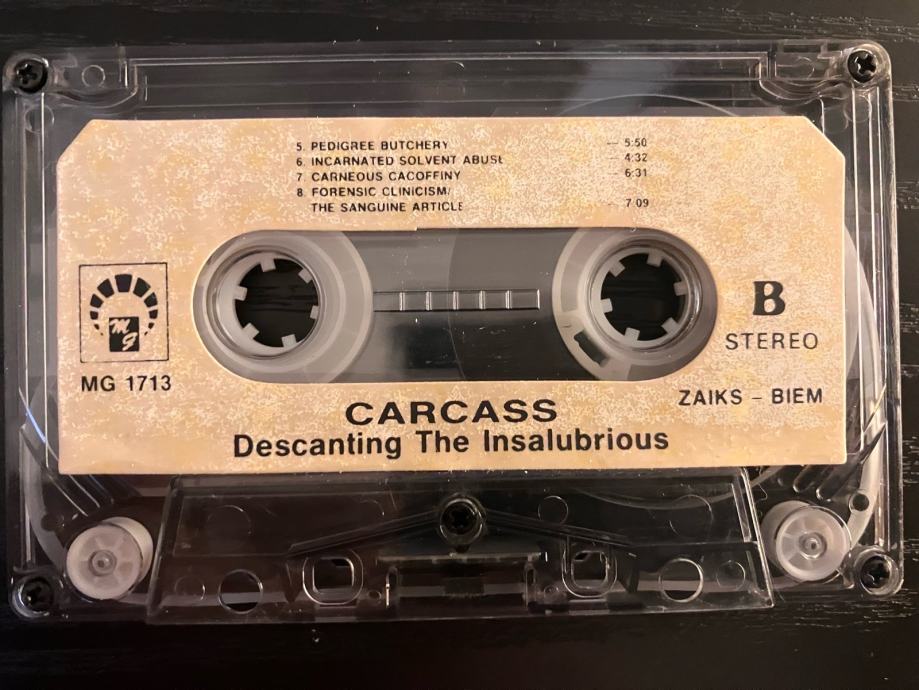 5. PEDIGREE BUTCHERY — 5:50
6. INCARNATED SOLVENT ABUSE — 4:32
7. CARNEOUS CACOFFINY — 6:31
8. FORENSIC CLINICISM/
THE SANGUINE ARTICLE — 7 09
MG
B
STEREO
MG 1713
ZAIKS – BIEM
CARCASS
Descanting The Insalubrious